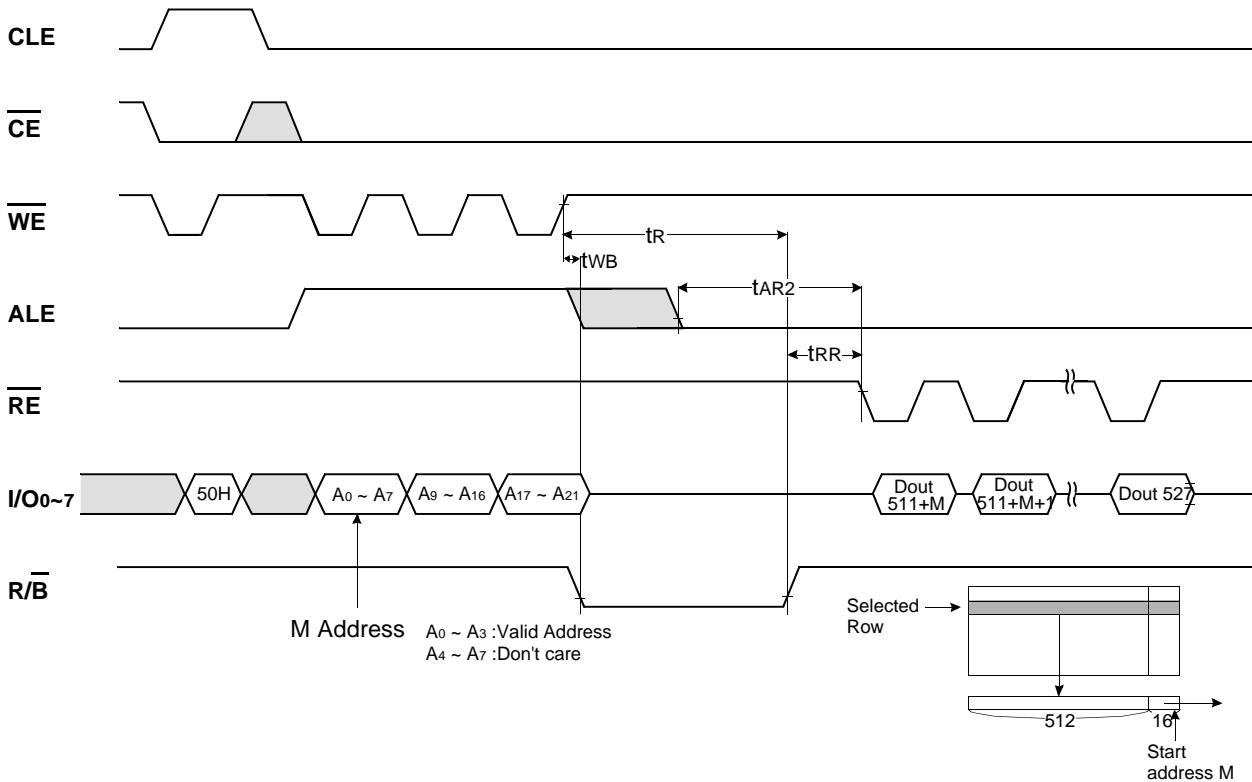 CLE
CE
WE
tR
tWB
ALE
tAR2
tRR
RE
I/O0~7
50H
A0 ~ A7
A9 ~ A16
A17 ~ A21
Dout
511+M
Dout
511+M+1
Dout 527
R/B
M Address
A0 ~ A3 :Valid Address
A4 ~ A7 :Don't care
Selected
Row
512
16
Start
address M